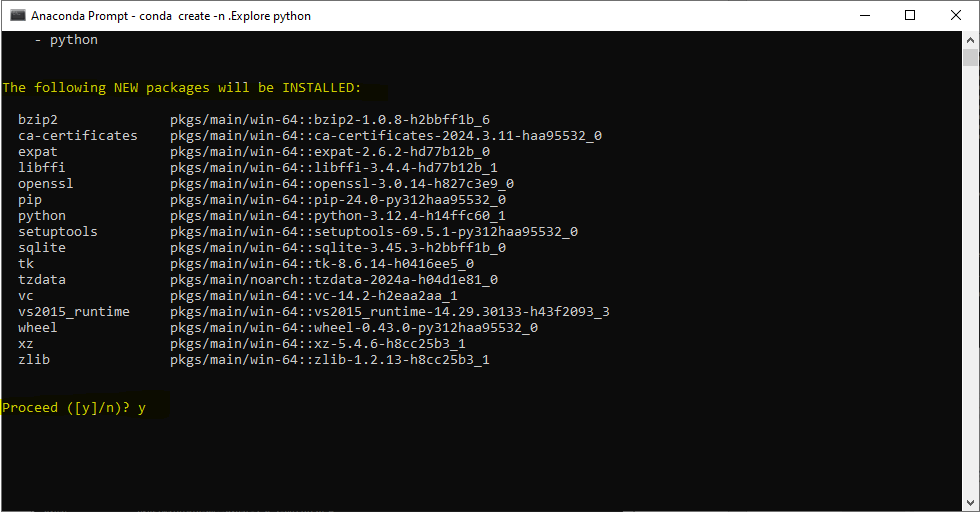 Anaconda Prompt - conda  create -n .Explore python
    - python
The following NEW packages will be INSTALLED:
  bzip2              pkgs/main/win-64::bzip2-1.0.8-h2bbff1b_6
  ca-certificates    pkgs/main/win-64::ca-certificates-2024.3.11-haa95532_0
  expat              pkgs/main/win-64::expat-2.6.2-hd77b12b_0
  libffi             pkgs/main/win-64::libffi-3.4.4-hd77b12b_1
  openssl            pkgs/main/win-64::openssl-3.0.14-h827c3e9_0
  pip                pkgs/main/win-64::pip-24.0-py312haa95532_0
  python             pkgs/main/win-64::python-3.12.4-h14ffc60_1
  setuptools         pkgs/main/win-64::setuptools-69.5.1-py312haa95532_0
  sqlite             pkgs/main/win-64::sqlite-3.45.3-h2bbff1b_0
  tk                 pkgs/main/win-64::tk-8.6.14-h0416ee5_0
  tzdata             pkgs/main/noarch::tzdata-2024a-h04d1e81_0
  vc                 pkgs/main/win-64::vc-14.2-h2eaa2aa_1
  vs2015_runtime     pkgs/main/win-64::vs2015_runtime-14.29.30133-h43f2093_3
  wheel              pkgs/main/win-64::wheel-0.43.0-py312haa95532_0
  xz                 pkgs/main/win-64::xz-5.4.6-h8cc25b3_1
  zlib               pkgs/main/win-64::zlib-1.2.13-h8cc25b3_1
Proceed ([y]/n)? y